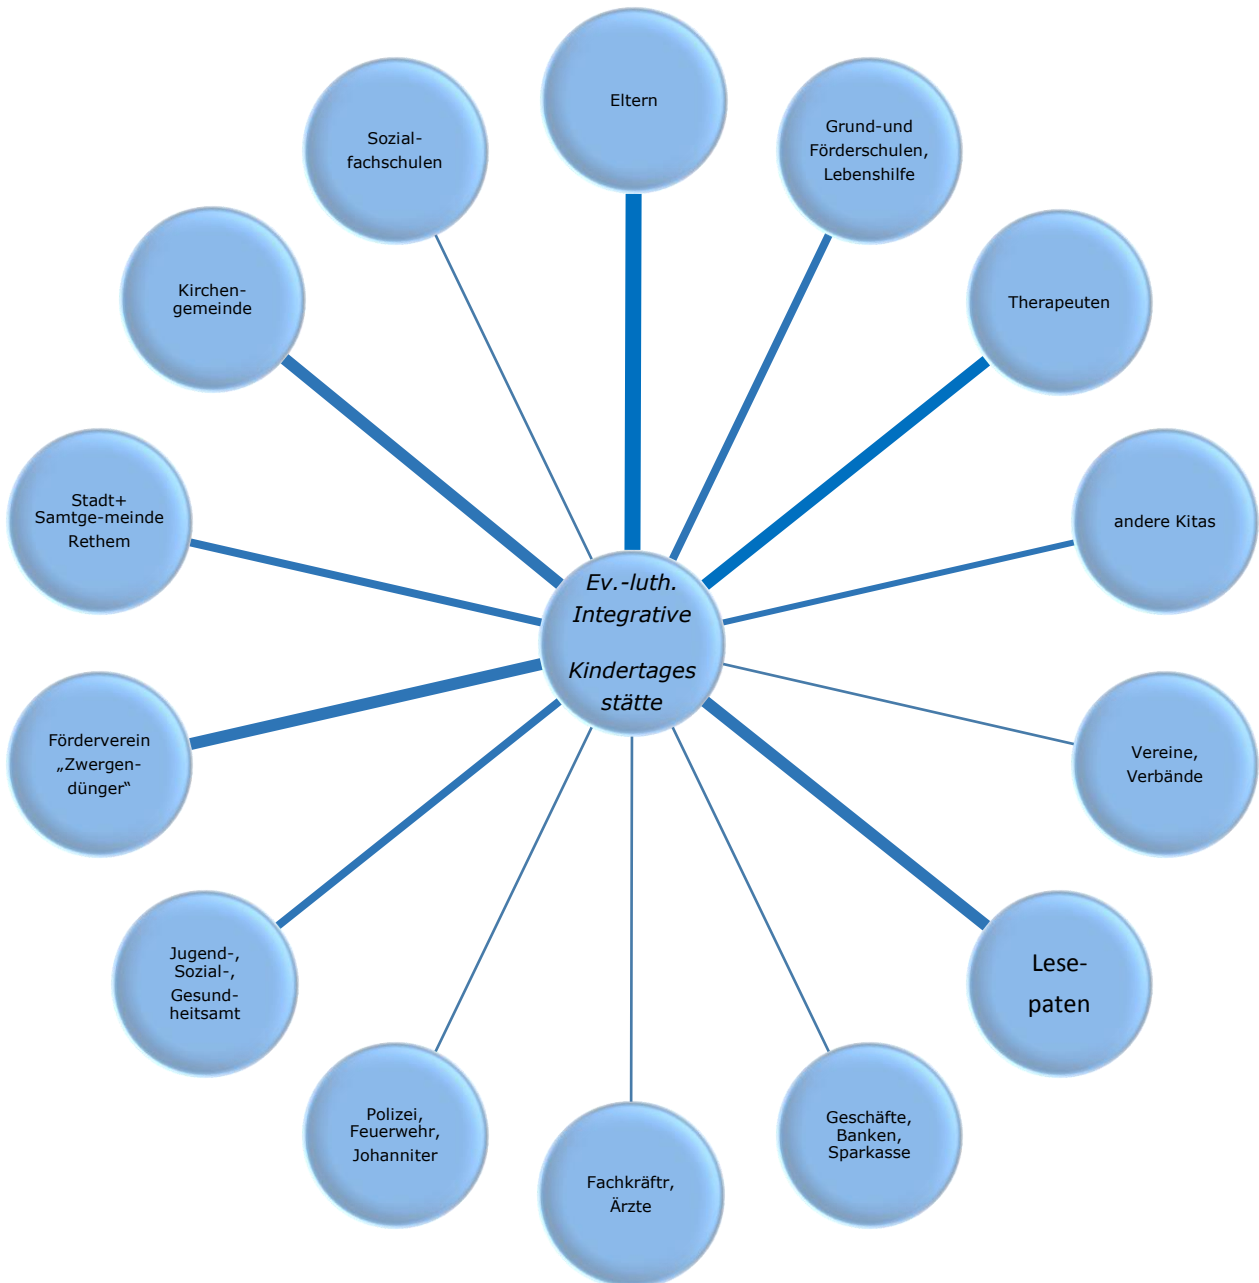 Eltern
Grund-und
Förderschulen,
Lebenshilfe
Therapeuten
andere Kitas
Vereine,
Verbände
Lese-
paten
Geschäfte,
Banken,
Sparkasse
Fachkräftr,
Ärzte
Polizei,
Feuerwehr,
Johanniter
Jugend-,
Sozial-,
Gesund-
heitsamt
Förderverein
„Zwergen-
dünger“
Stadt+
Samtge-meinde
Rethem
Kirchen-
gemeinde
Sozial-
fachschulen
Ev.-luth.
Integrative
Kindertages
stätte